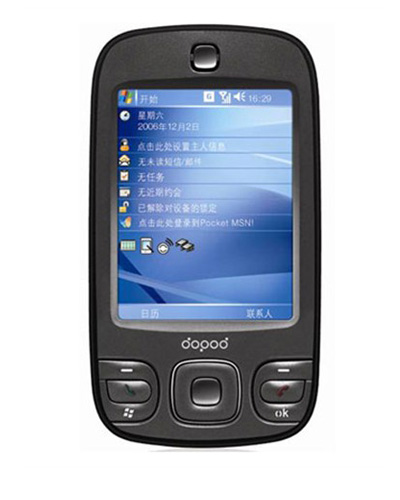 开始 G 16:29
星期六
2006年12月2日
点击此处设置主人信息
无未读短信/邮件
无任务
无近期约会
已解除对设备的锁定
点击此处登录到Pocket MSN!
日历 联系人
dopod
ok